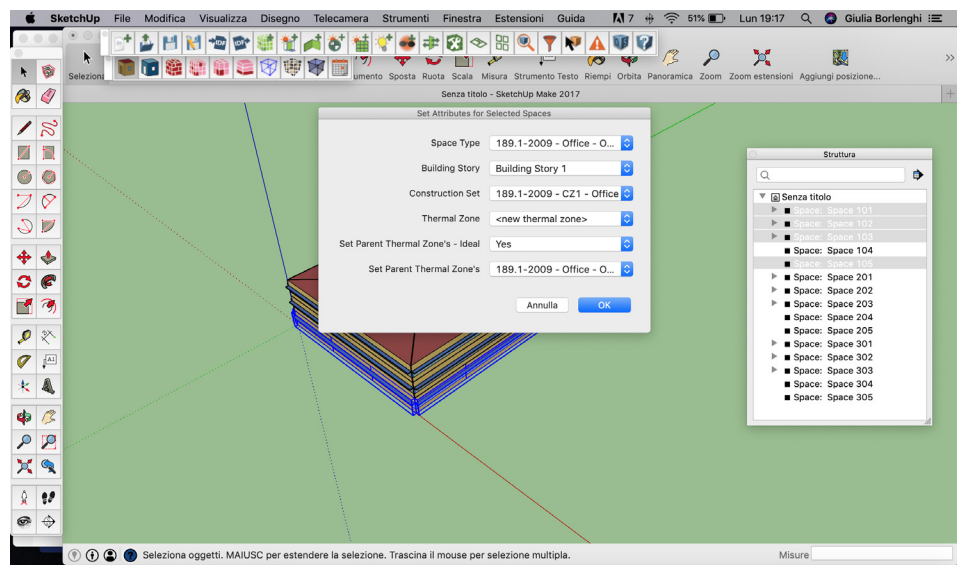 SketchUp File Modifica Visualizza Disegno Telecamera Strumenti Finestra Estensioni Guida 7 51% Lun 19:17 Giulia Borlenghi
Selezion umento Sposta Ruota Scala Misura Strumento Testo Riempi Orbita Panoramica Zoom Zoom estensioni Aggiungi posizione...
Senza titolo - SketchUp Make 2017
Set Attributes for Selected Spaces
Space Type 189.1-2009 - Office - O...
Building Story Building Story 1
Construction Set 189.1-2009 - CZ1 - Office
Thermal Zone <new thermal zone>
Set Parent Thermal Zone's - Ideal Yes
Set Parent Thermal Zone's 189.1-2009 - Office - O...
Annulla OK
Struttura
Senza titolo
Space: Space 101
Space: Space 102
Space: Space 103
Space: Space 104
Space: Space 105
Space: Space 201
Space: Space 202
Space: Space 203
Space: Space 204
Space: Space 205
Space: Space 301
Space: Space 302
Space: Space 303
Space: Space 304
Space: Space 305
A1
Seleziona oggetti. MAIUSC per estendere la selezione. Trascina il mouse per selezione multipla.
Misure